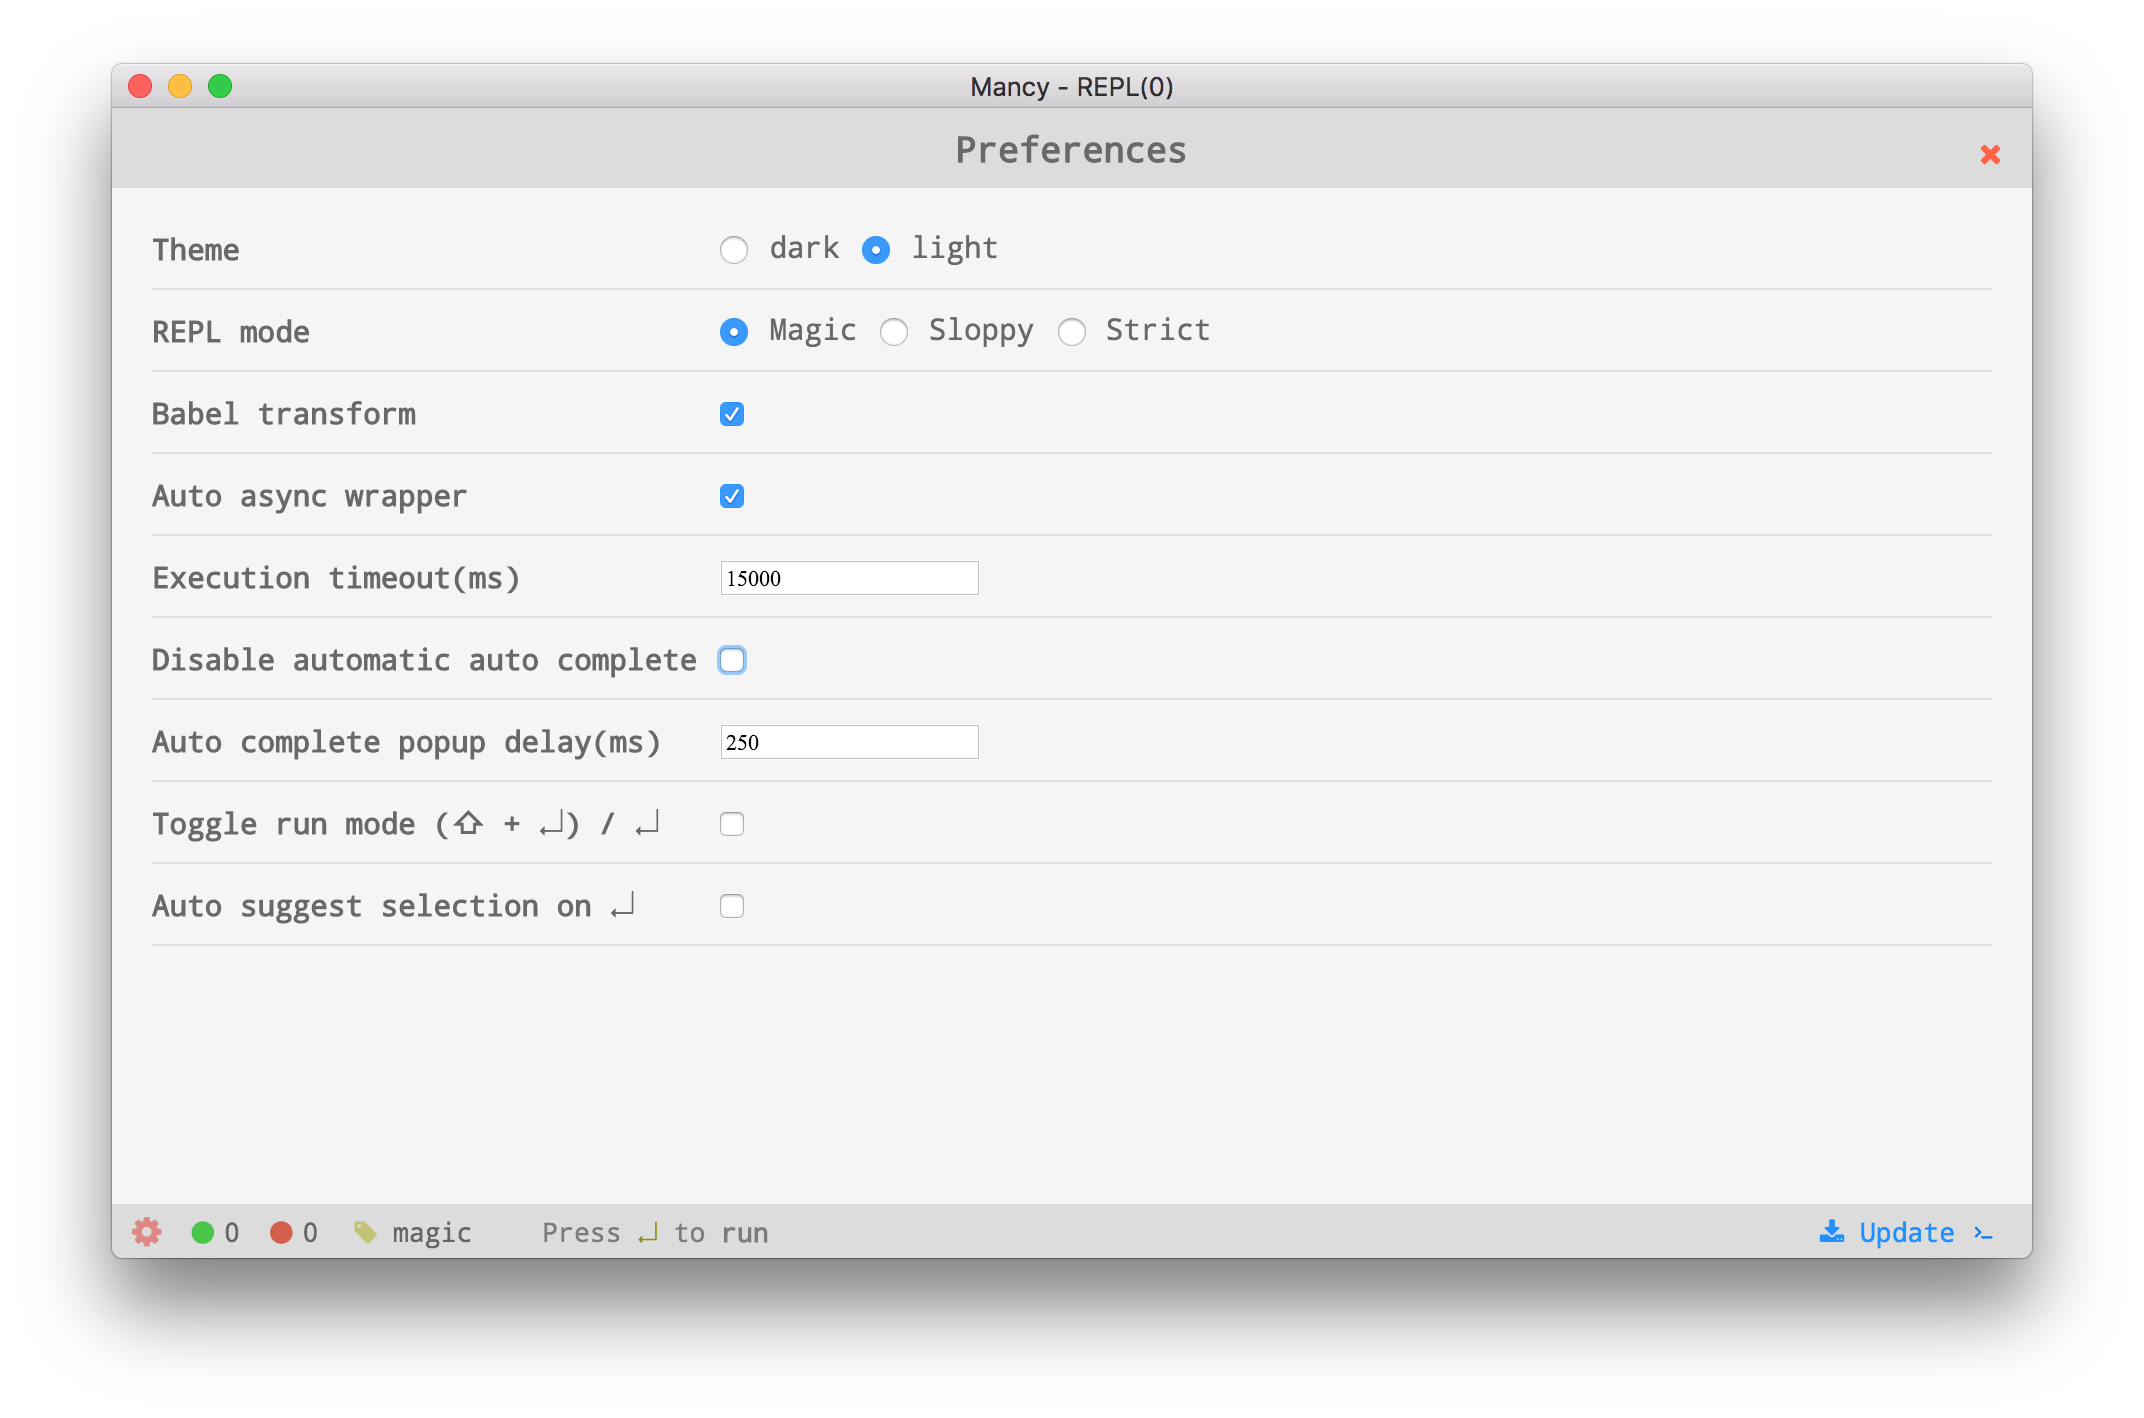 Mancy - REPL(0)
Preferences
Theme dark light
REPL mode Magic Sloppy Strict
Babel transform
Auto async wrapper
Execution timeout(ms) 15000
Disable automatic auto complete
Auto complete popup delay(ms) 250
Toggle run mode (⇧ + ↵) / ↵
Auto suggest selection on ↵
0 0 magic Press ↵ to run Update >_